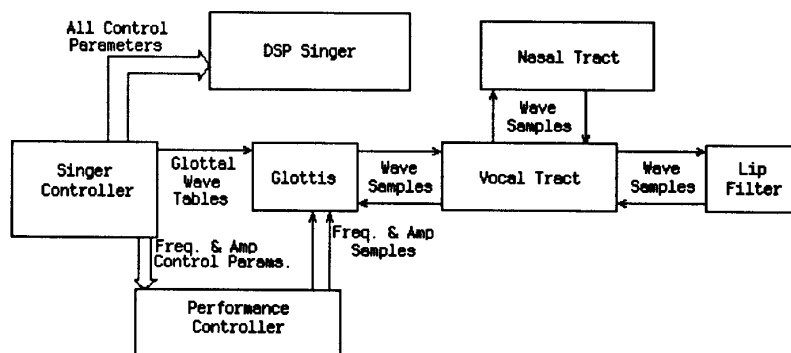 All Control
Parameters
DSP Singer
Nasal Tract
Wave
Samples
Singer
Controller
Glottal
Wave
Tables
Glottis
Wave
Samples
Vocal Tract
Wave
Samples
Lip
Filter
Freq. & Amp
Control Params.
Freq. & Amp
Samples
Performance
Controller